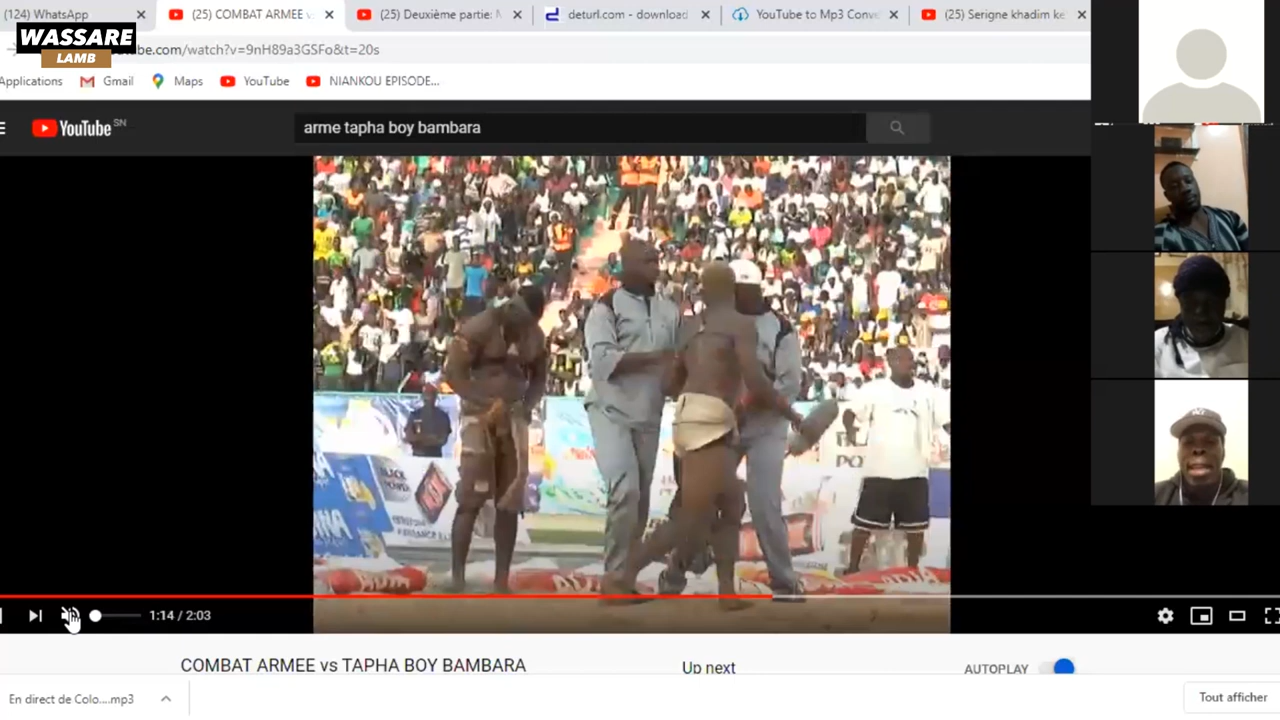 (124) WhatsApp
(25) COMBAT ARMEE v
(25) Deuxième partie: M
deturl.com - download
YouTube to Mp3 Conve
(25) Serigne khadim ke
WASSARE
LAMB
be.com/watch?v=9nH89a3GSFo&t=20s
Applications
Gmail
Maps
YouTube
NIANKOU EPISODE...
YouTube SN
arme tapha boy bambara
BLACK
POWER
1:14 / 2:03
COMBAT ARMEE vs TAPHA BOY BAMBARA
Up next
AUTOPLAY
En direct de Colo....mp3
Tout afficher